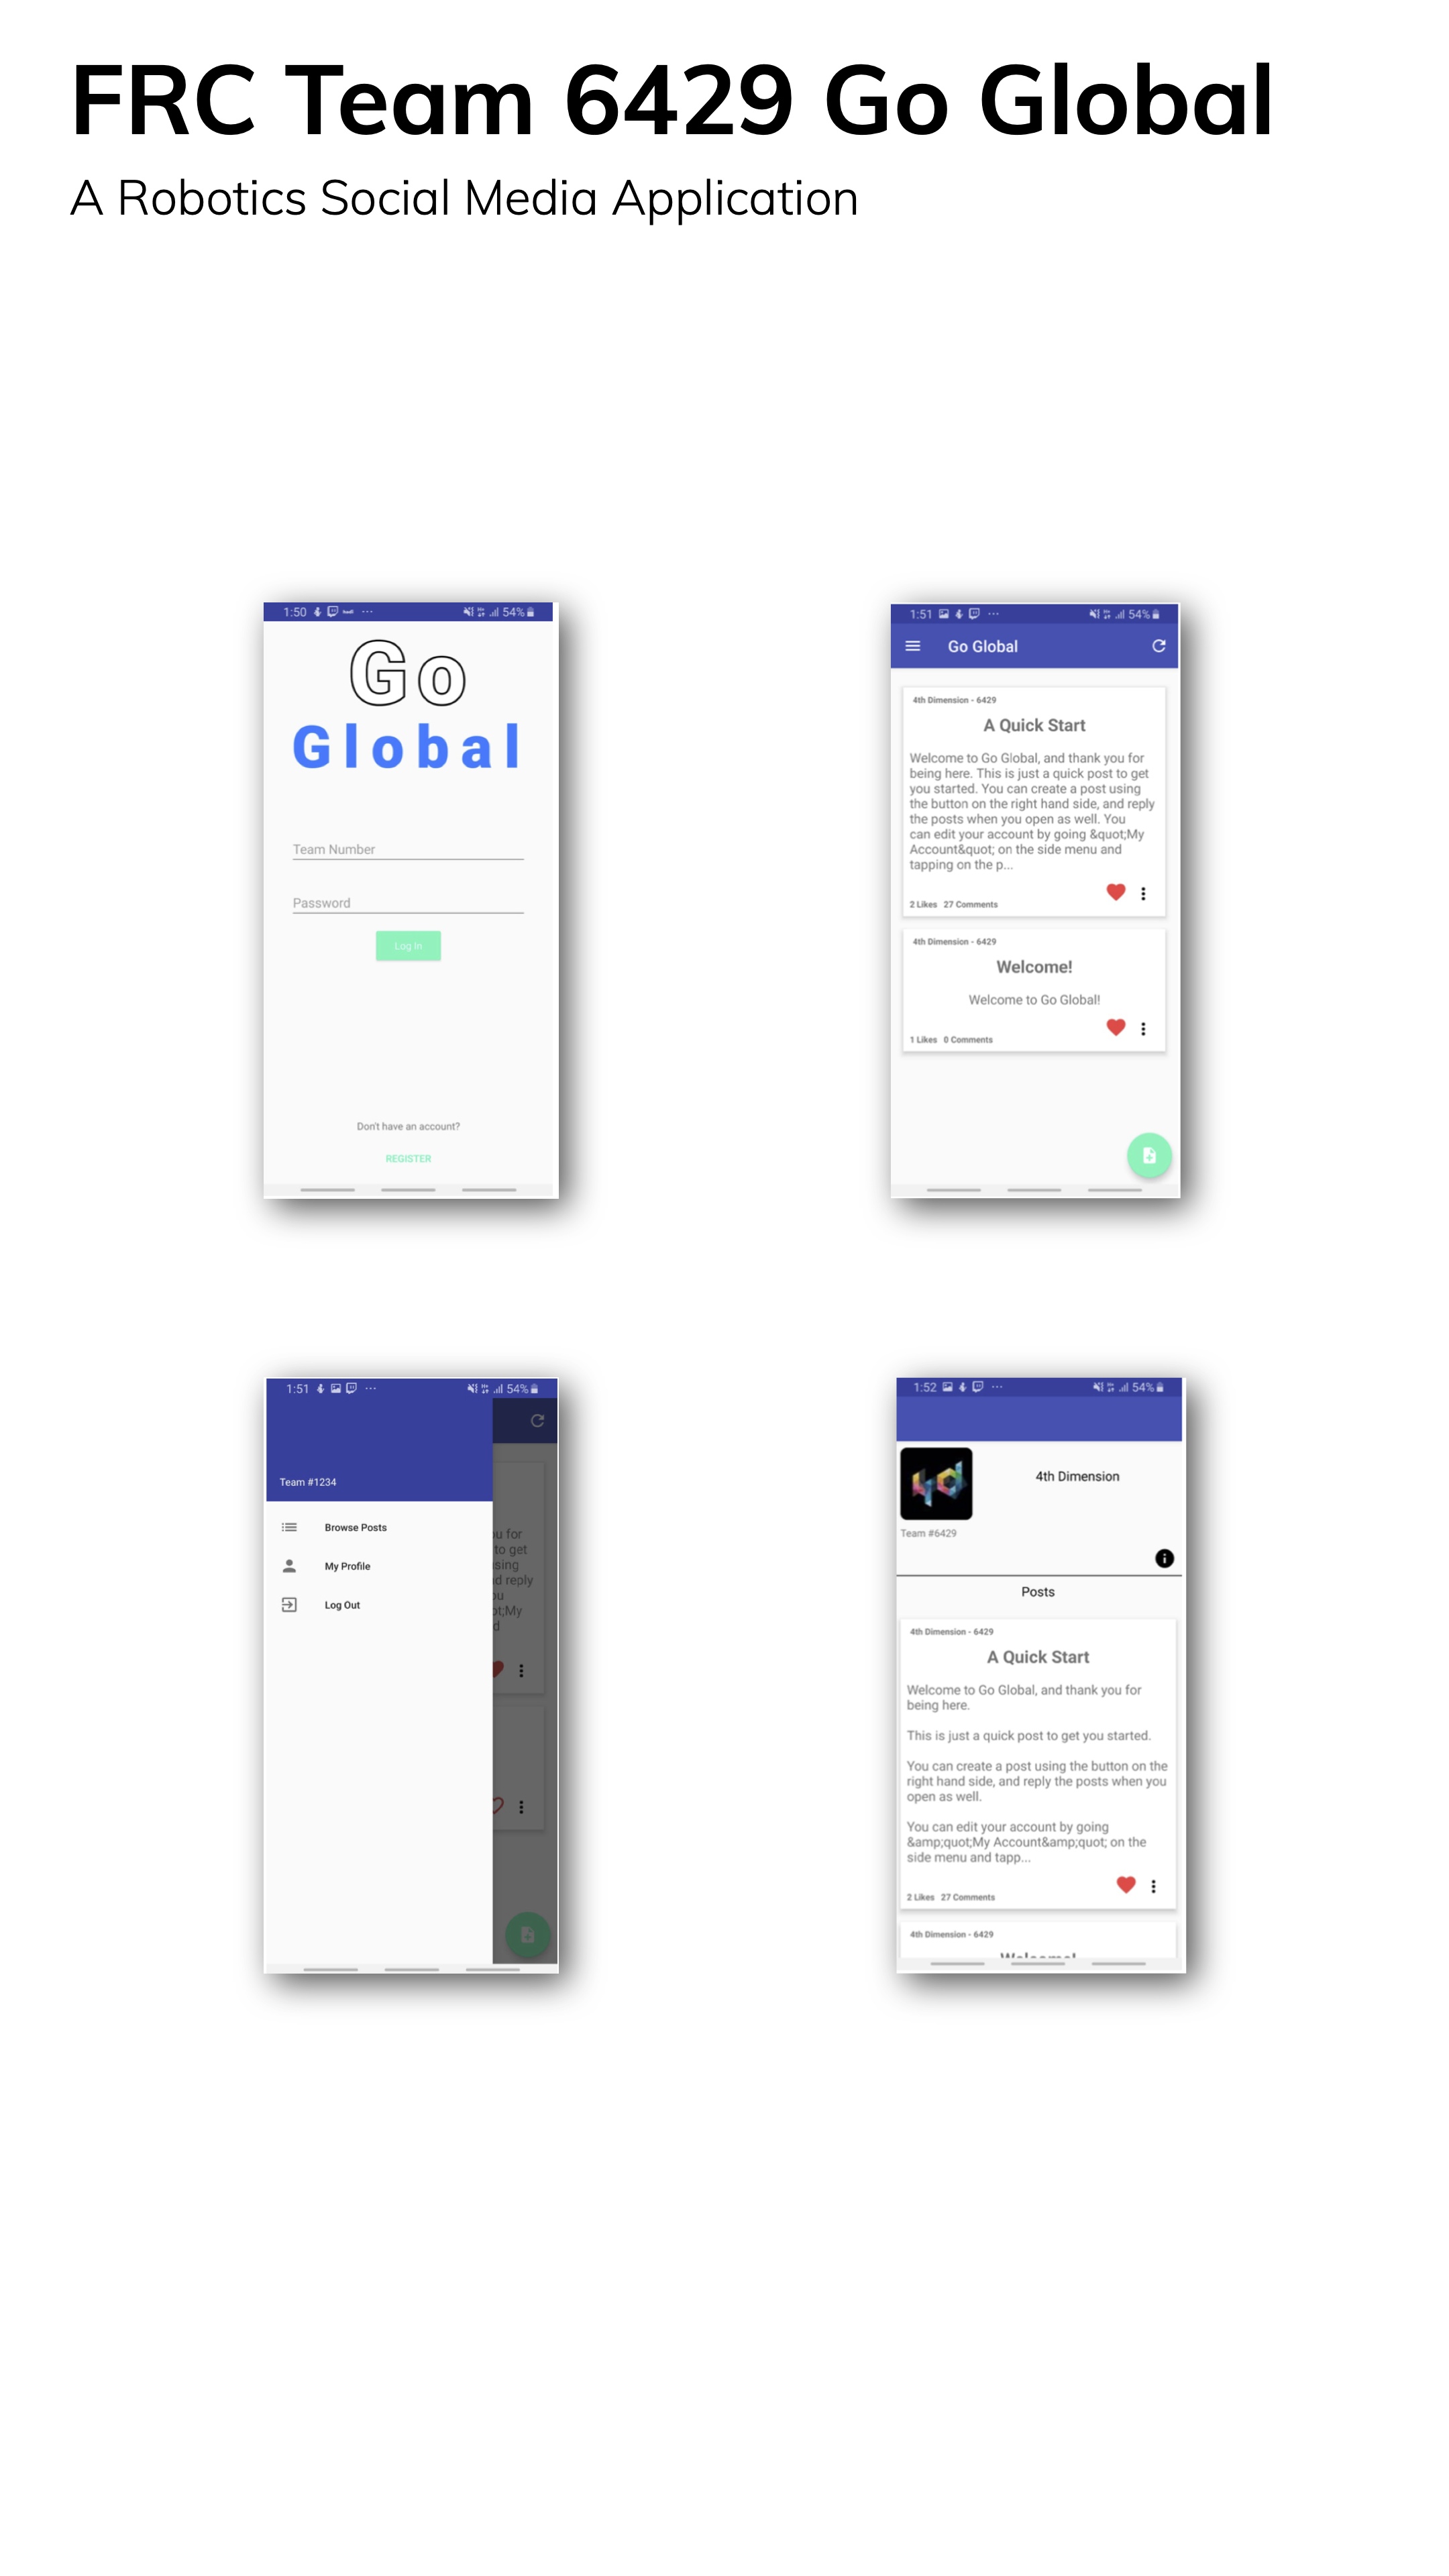 FRC Team 6429 Go Global
A Robotics Social Media Application
1:50
54%
Go
Global
Team Number
Password
Log In
Don't have an account?
REGISTER
1:51
54%
Go Global
4th Dimension - 6429
A Quick Start
Welcome to Go Global, and thank you for
being here. This is just a quick post to get
you started. You can create a post using
the button on the right hand side, and reply
the posts when you open as well. You
can edit your account by going &quot;My
Account&quot; on the side menu and
tapping on the p...
2 Likes 27 Comments
4th Dimension - 6429
Welcome!
Welcome to Go Global!
1 Likes 0 Comments
1:51
54%
Team #1234
Browse Posts
My Profile
Log Out
u for
to get
sing
d reply
ou
ot;My
d
1:52
54%
4d
4th Dimension
Team #6429
Posts
4th Dimension - 6429
A Quick Start
Welcome to Go Global, and thank you for
being here.
This is just a quick post to get you started.
You can create a post using the button on the
right hand side, and reply the posts when you
open as well.
You can edit your account by going
&amp;quot;My Account&amp;quot; on the
side menu and tapp...
2 Likes 27 Comments
4th Dimension - 6429
Welcome!